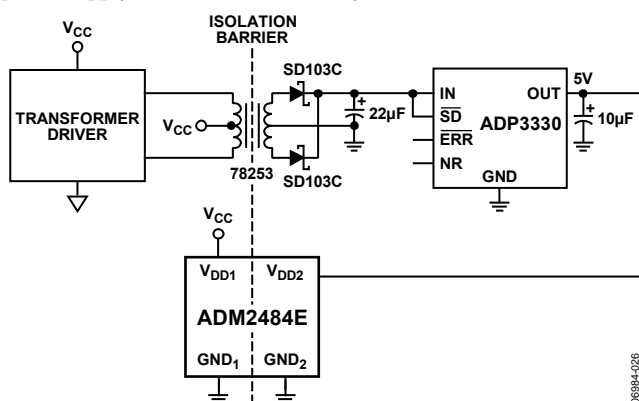 ISOLATION
BARRIER
VCC
SD103C
TRANSFORMER
DRIVER
VCC
22µF
+
78253
SD103C
IN
SD
ERR
NR
OUT
ADP3330
GND
5V
10µF
+
VCC
VDD1
VDD2
ADM2484E
GND1
GND2
06984-026